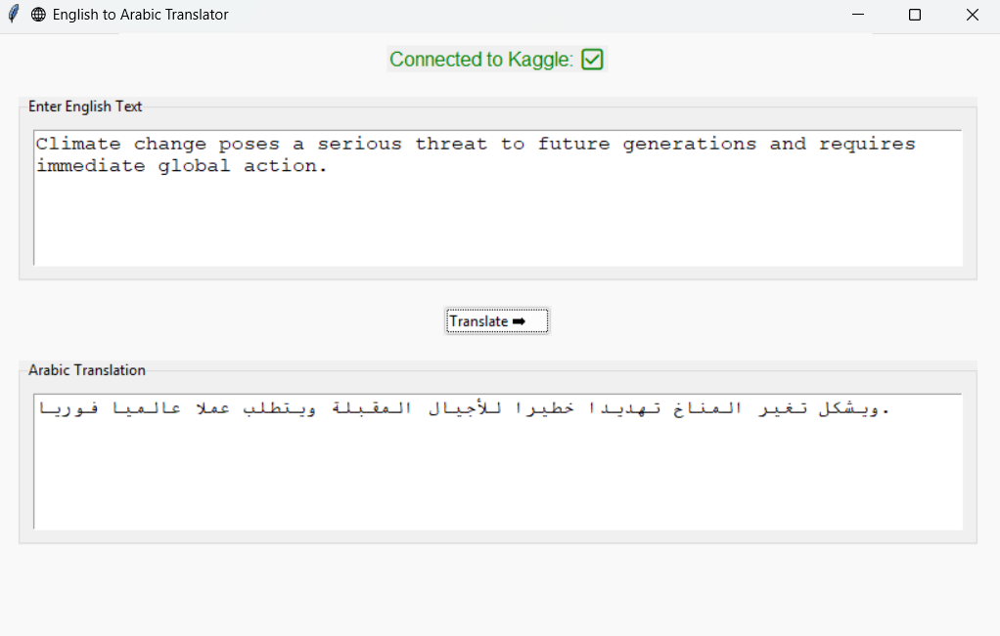 English to Arabic Translator
Connected to Kaggle:
Enter English Text
Climate change poses a serious threat to future generations and requires
immediate global action.
Translate ➡
Arabic Translation
ويشكل تغير المناخ تهديدا خطيرا للأجيال المقبلة ويتطلب عملا عالميا فوريا.